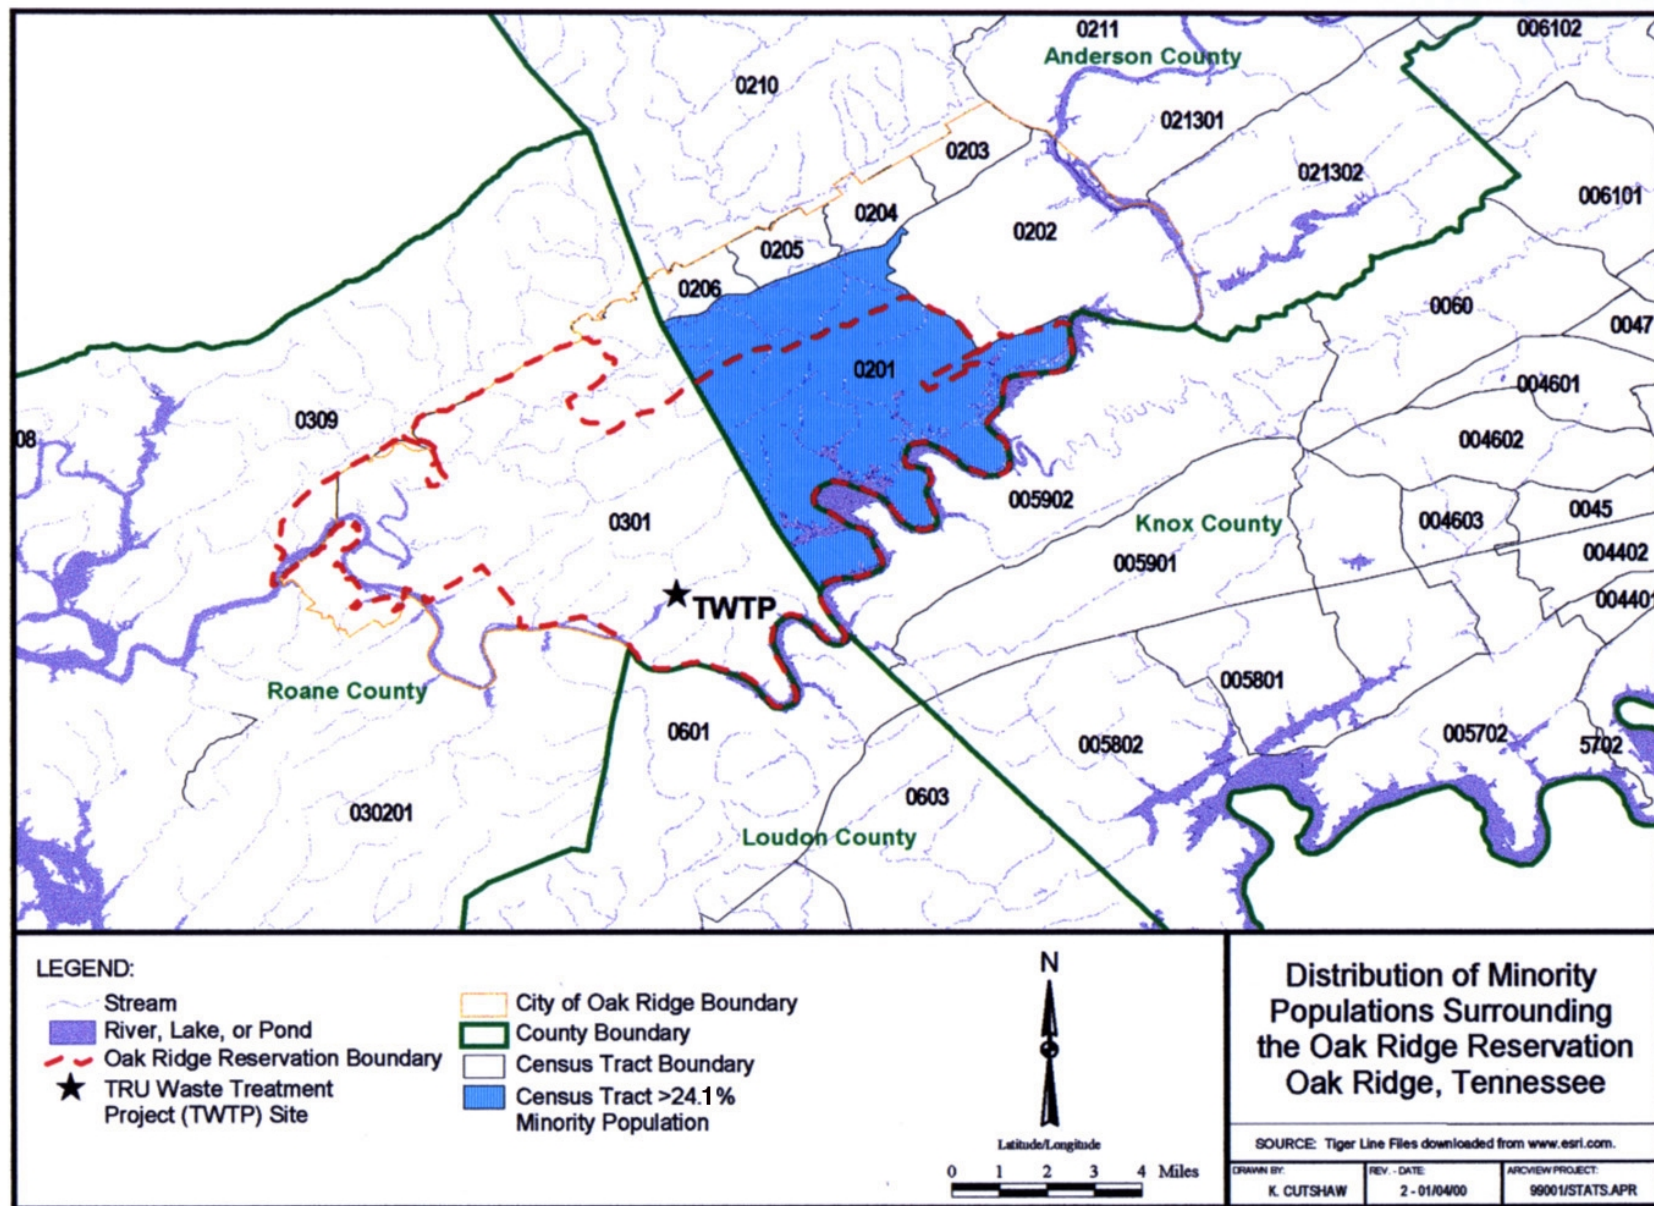 0211
006102
Anderson County
0210
021301
0203
021302
006101
0204
0202
0205
0206
0060
0047
0201
004601
0309
08
004602
005902
0045
0301
Knox County
004603
004402
005901
004401
TWTP
Roane County
005801
0601
005802
005702
5702
0603
030201
Loudon County
LEGEND:
Stream
River, Lake, or Pond
Oak Ridge Reservation Boundary
TRU Waste Treatment
Project (TWTP) Site
City of Oak Ridge Boundary
County Boundary
Census Tract Boundary
Census Tract >24.1%
Minority Population
N
Latitude/Longitude
0 1 2 3 4 Miles
Distribution of Minority
Populations Surrounding
the Oak Ridge Reservation
Oak Ridge, Tennessee
SOURCE: Tiger Line Files downloaded from www.esri.com.
DRAWN BY:
K. CUTSHAW
REV. - DATE:
2 - 01/04/00
ARCVIEW PROJECT:
99001/STATS.APR